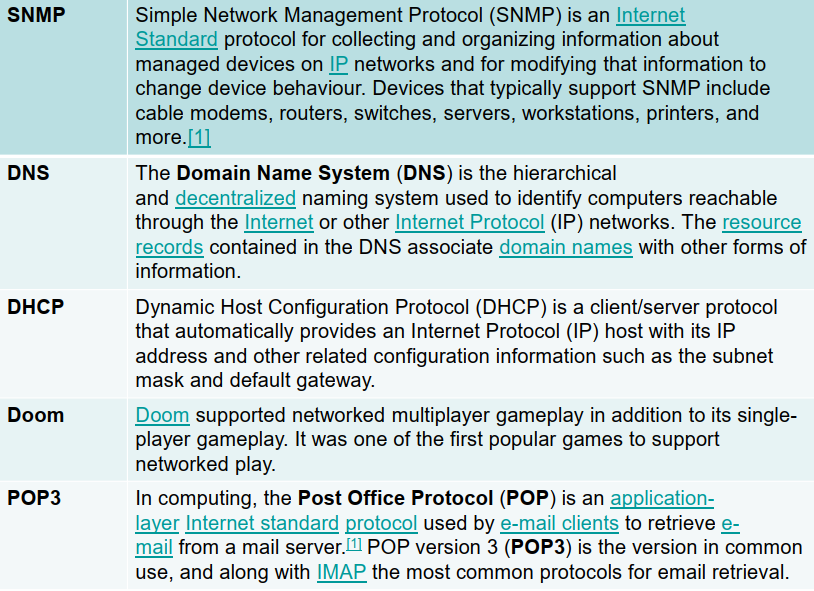 SNMP
Simple Network Management Protocol (SNMP) is an Internet
Standard protocol for collecting and organizing information about
managed devices on IP networks and for modifying that information to
change device behaviour. Devices that typically support SNMP include
cable modems, routers, switches, servers, workstations, printers, and
more.[1]
DNS
The Domain Name System (DNS) is the hierarchical
and decentralized naming system used to identify computers reachable
through the Internet or other Internet Protocol (IP) networks. The resource
records contained in the DNS associate domain names with other forms of
information.
DHCP
Dynamic Host Configuration Protocol (DHCP) is a client/server protocol
that automatically provides an Internet Protocol (IP) host with its IP
address and other related configuration information such as the subnet
mask and default gateway.
Doom
Doom supported networked multiplayer gameplay in addition to its single-
player gameplay. It was one of the first popular games to support
networked play.
POP3
In computing, the Post Office Protocol (POP) is an application-
layer Internet standard protocol used by e-mail clients to retrieve e-
mail from a mail server.[1] POP version 3 (POP3) is the version in common
use, and along with IMAP the most common protocols for email retrieval.